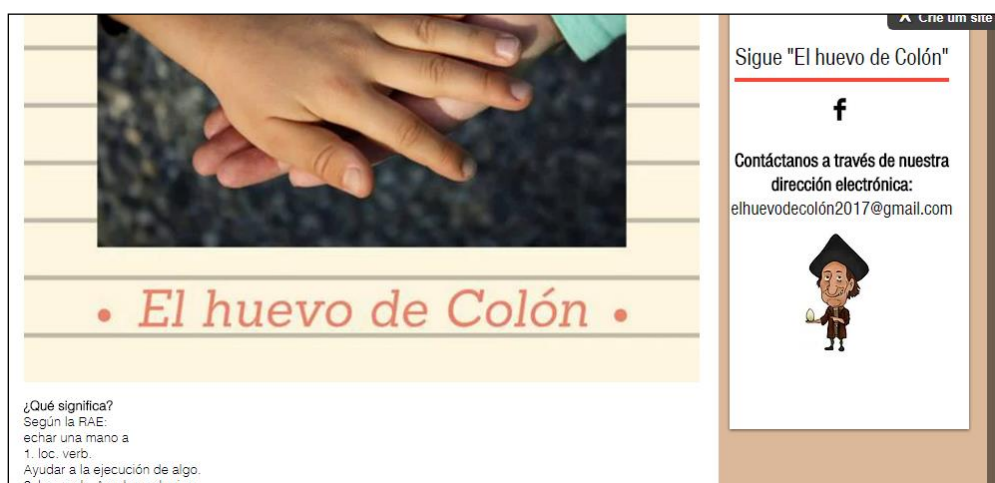 Crie um site
Sigue "El huevo de Colón"
f
Contáctanos a través de nuestra
dirección electrónica:
elhuevodecolón2017@gmail.com
• El huevo de Colón •
¿Qué significa?
Según la RAE:
echar una mano a
1. loc. verb.
Ayudar a la ejecución de algo.